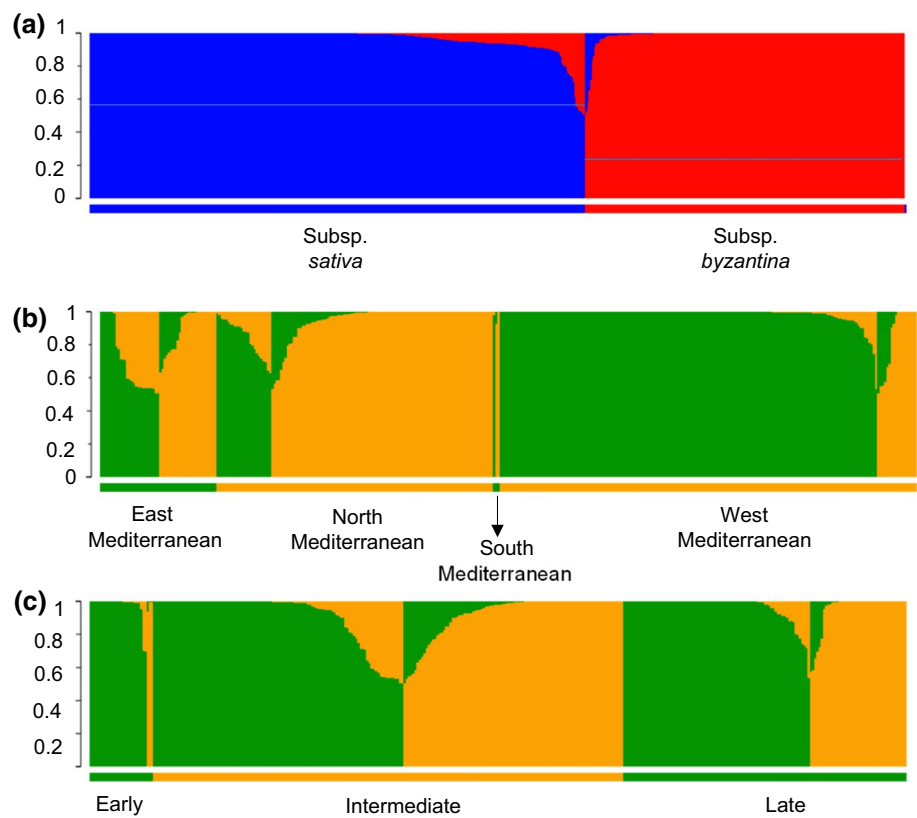 (a)
1
0.8
0.6
0.4
0.2
0
Subsp.
sativa
Subsp.
byzantina
(b)
1
0.8
0.6
0.4
0.2
0
East
Mediterranean
North
Mediterranean
South
Mediterranean
West
Mediterranean
(c)
1
0.8
0.6
0.4
0.2
Early
Intermediate
Late